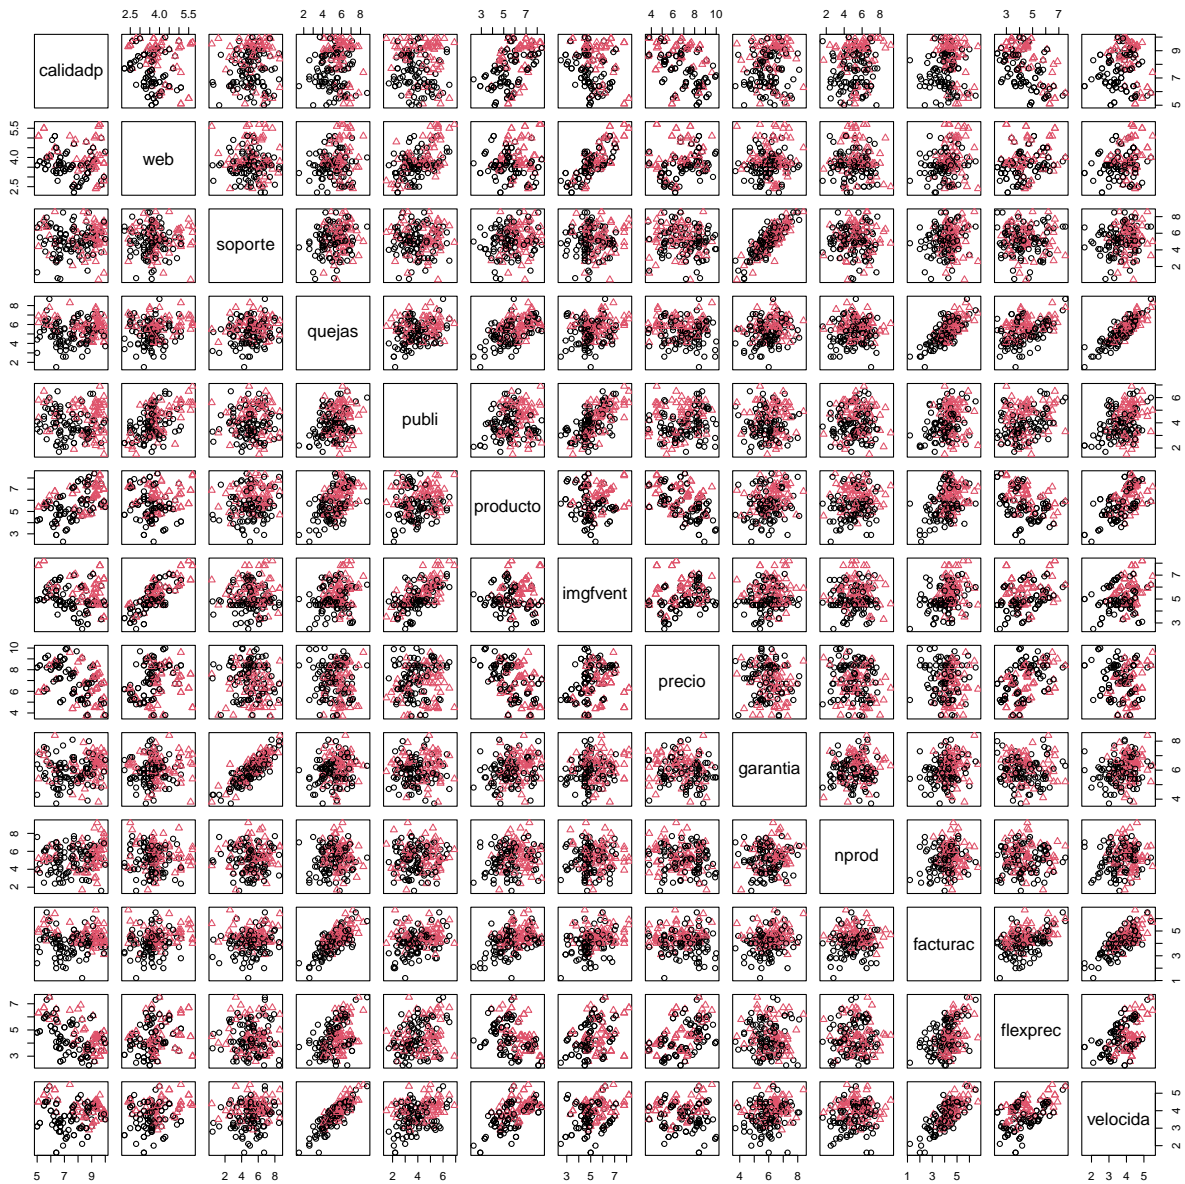 2.5 4.0 5.5 2 4 6 8 3 5 7 4 6 8 10 2 4 6 8 3 5 7
calidadp 5 7 9
2.5 4.0 5.5 web
soporte 2 4 6 8
2 4 6 8 quejas
publi 2 4 6
3 5 7 producto
imgfvent 3 5 7
4 6 8 10 precio
garantia 4 6 8
2 4 6 8 nprod
facturac 1 3 5
3 5 7 flexprec
velocida 2 3 4 5
5 7 9 2 4 6 8 2 4 6 3 4 5 6 7 4 6 8 1 3 5 2 3 4 5